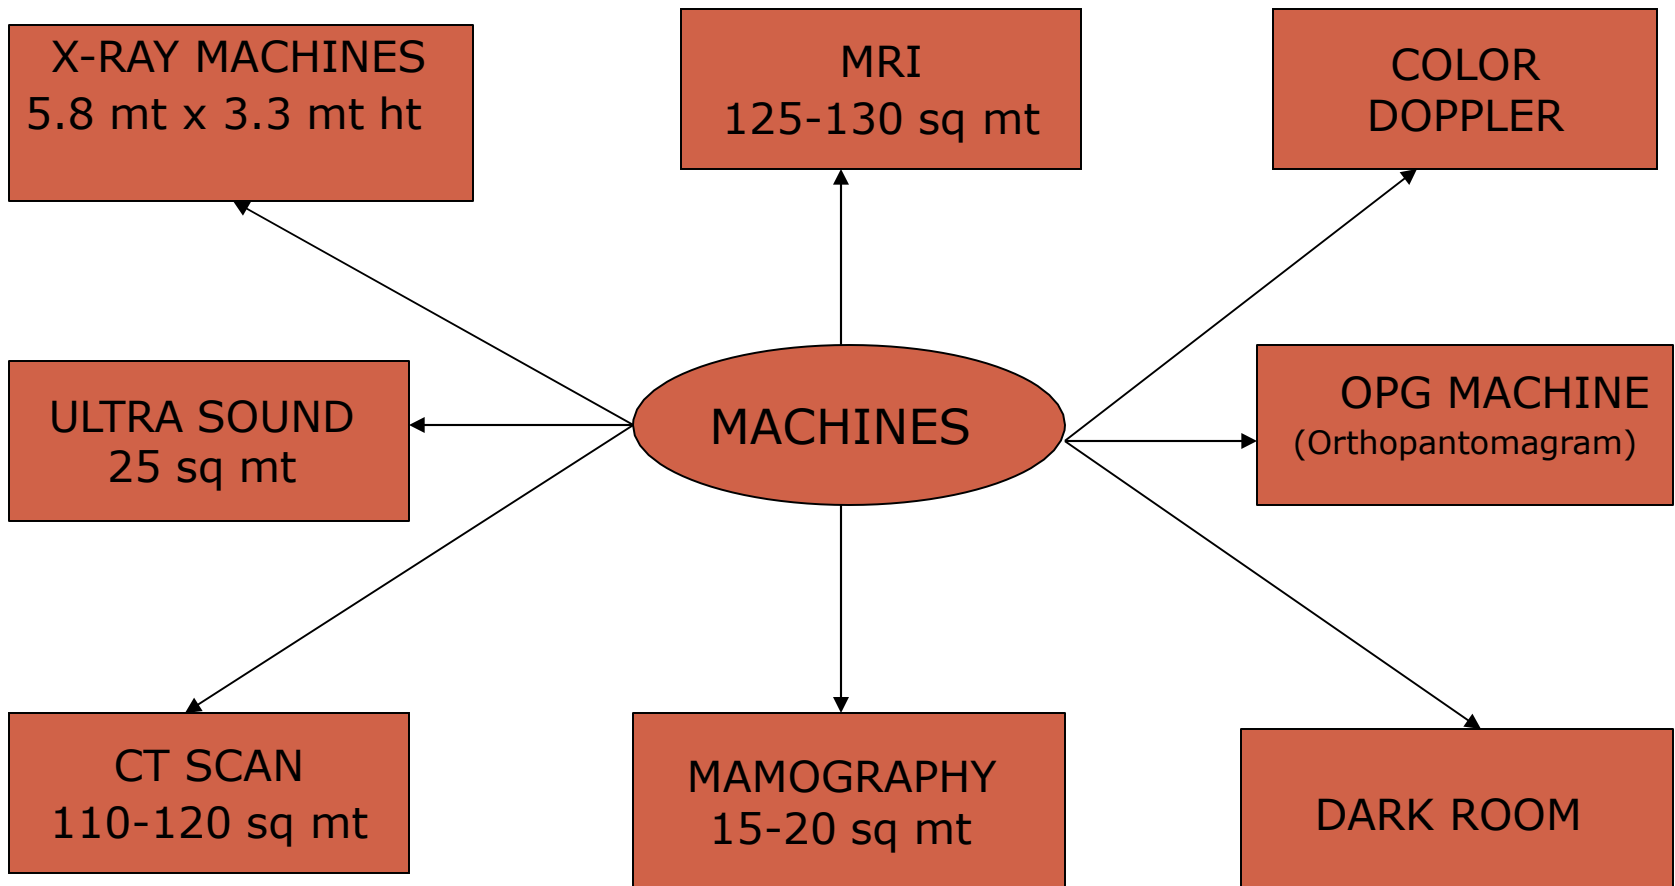 X-RAY MACHINES
5.8 mt x 3.3 mt ht
MRI
125-130 sq mt
COLOR
DOPPLER
ULTRA SOUND
25 sq mt
MACHINES
OPG MACHINE
(Orthopantomagram)
CT SCAN
110-120 sq mt
MAMOGRAPHY
15-20 sq mt
DARK ROOM